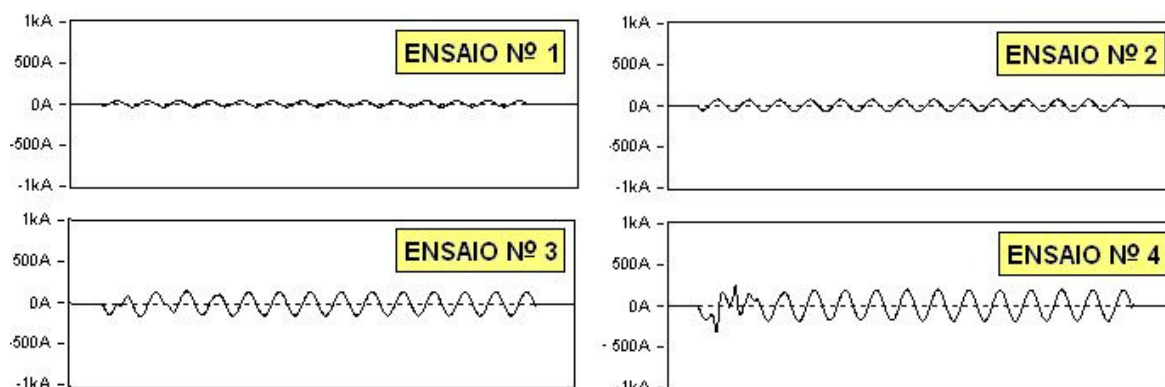 1kA
500A
0A
-500A
-1kA
ENSAIO Nº 1
1kA
500A
0A
-500A
-1kA
ENSAIO Nº 2
1kA
500A
0A
-500A
-1kA
ENSAIO Nº 3
1kA
500A
0A
- 500A
-1kA
ENSAIO Nº 4